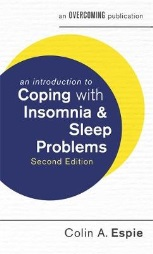 an OVERCOMING publication
an introduction to
Coping with
Insomnia &
Sleep
Problems
Second Edition
Colin A. Espie